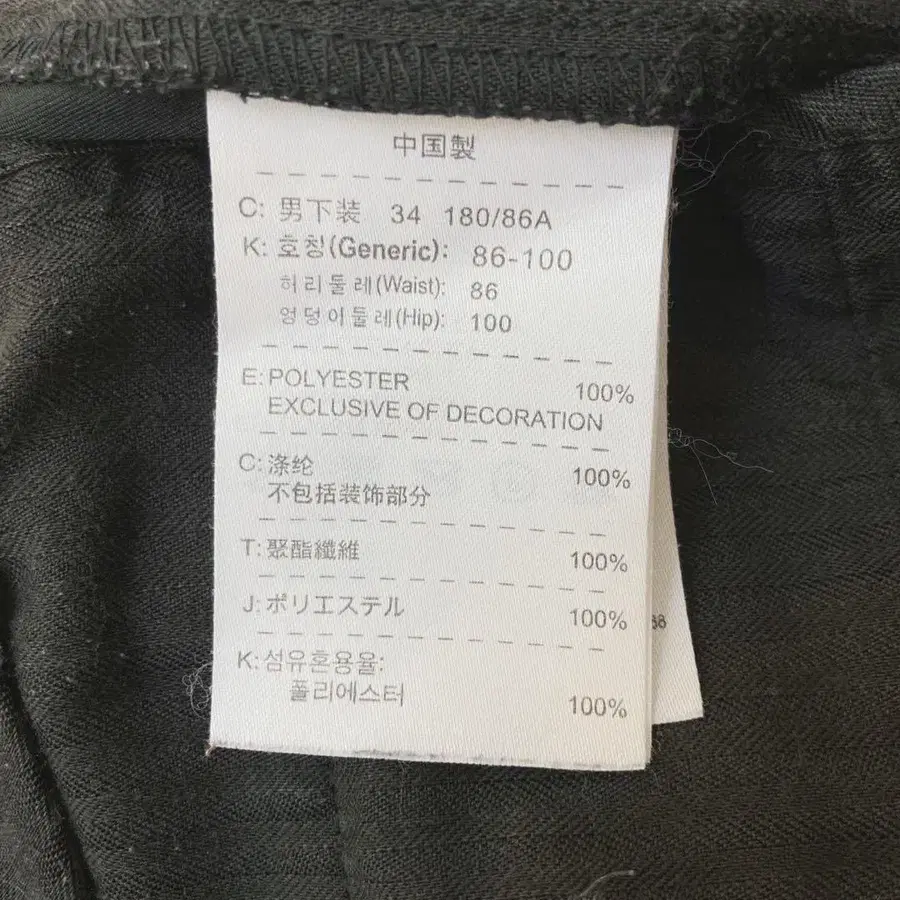 中国製
C: 男下装 34 180/86A
K: 호칭(Generic): 86-100
허리둘레(Waist): 86
엉덩이둘레(Hip): 100
E: POLYESTER 100%
EXCLUSIVE OF DECORATION
C: 涤纶 100%
不包括装饰部分
T: 聚酯纖維 100%
J: ポリエステル 100%
K: 섬유혼용율:
폴리에스터 100%